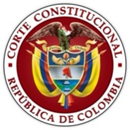 CORTE CONSTITUCIONAL
REPÚBLICA DE COLOMBIA